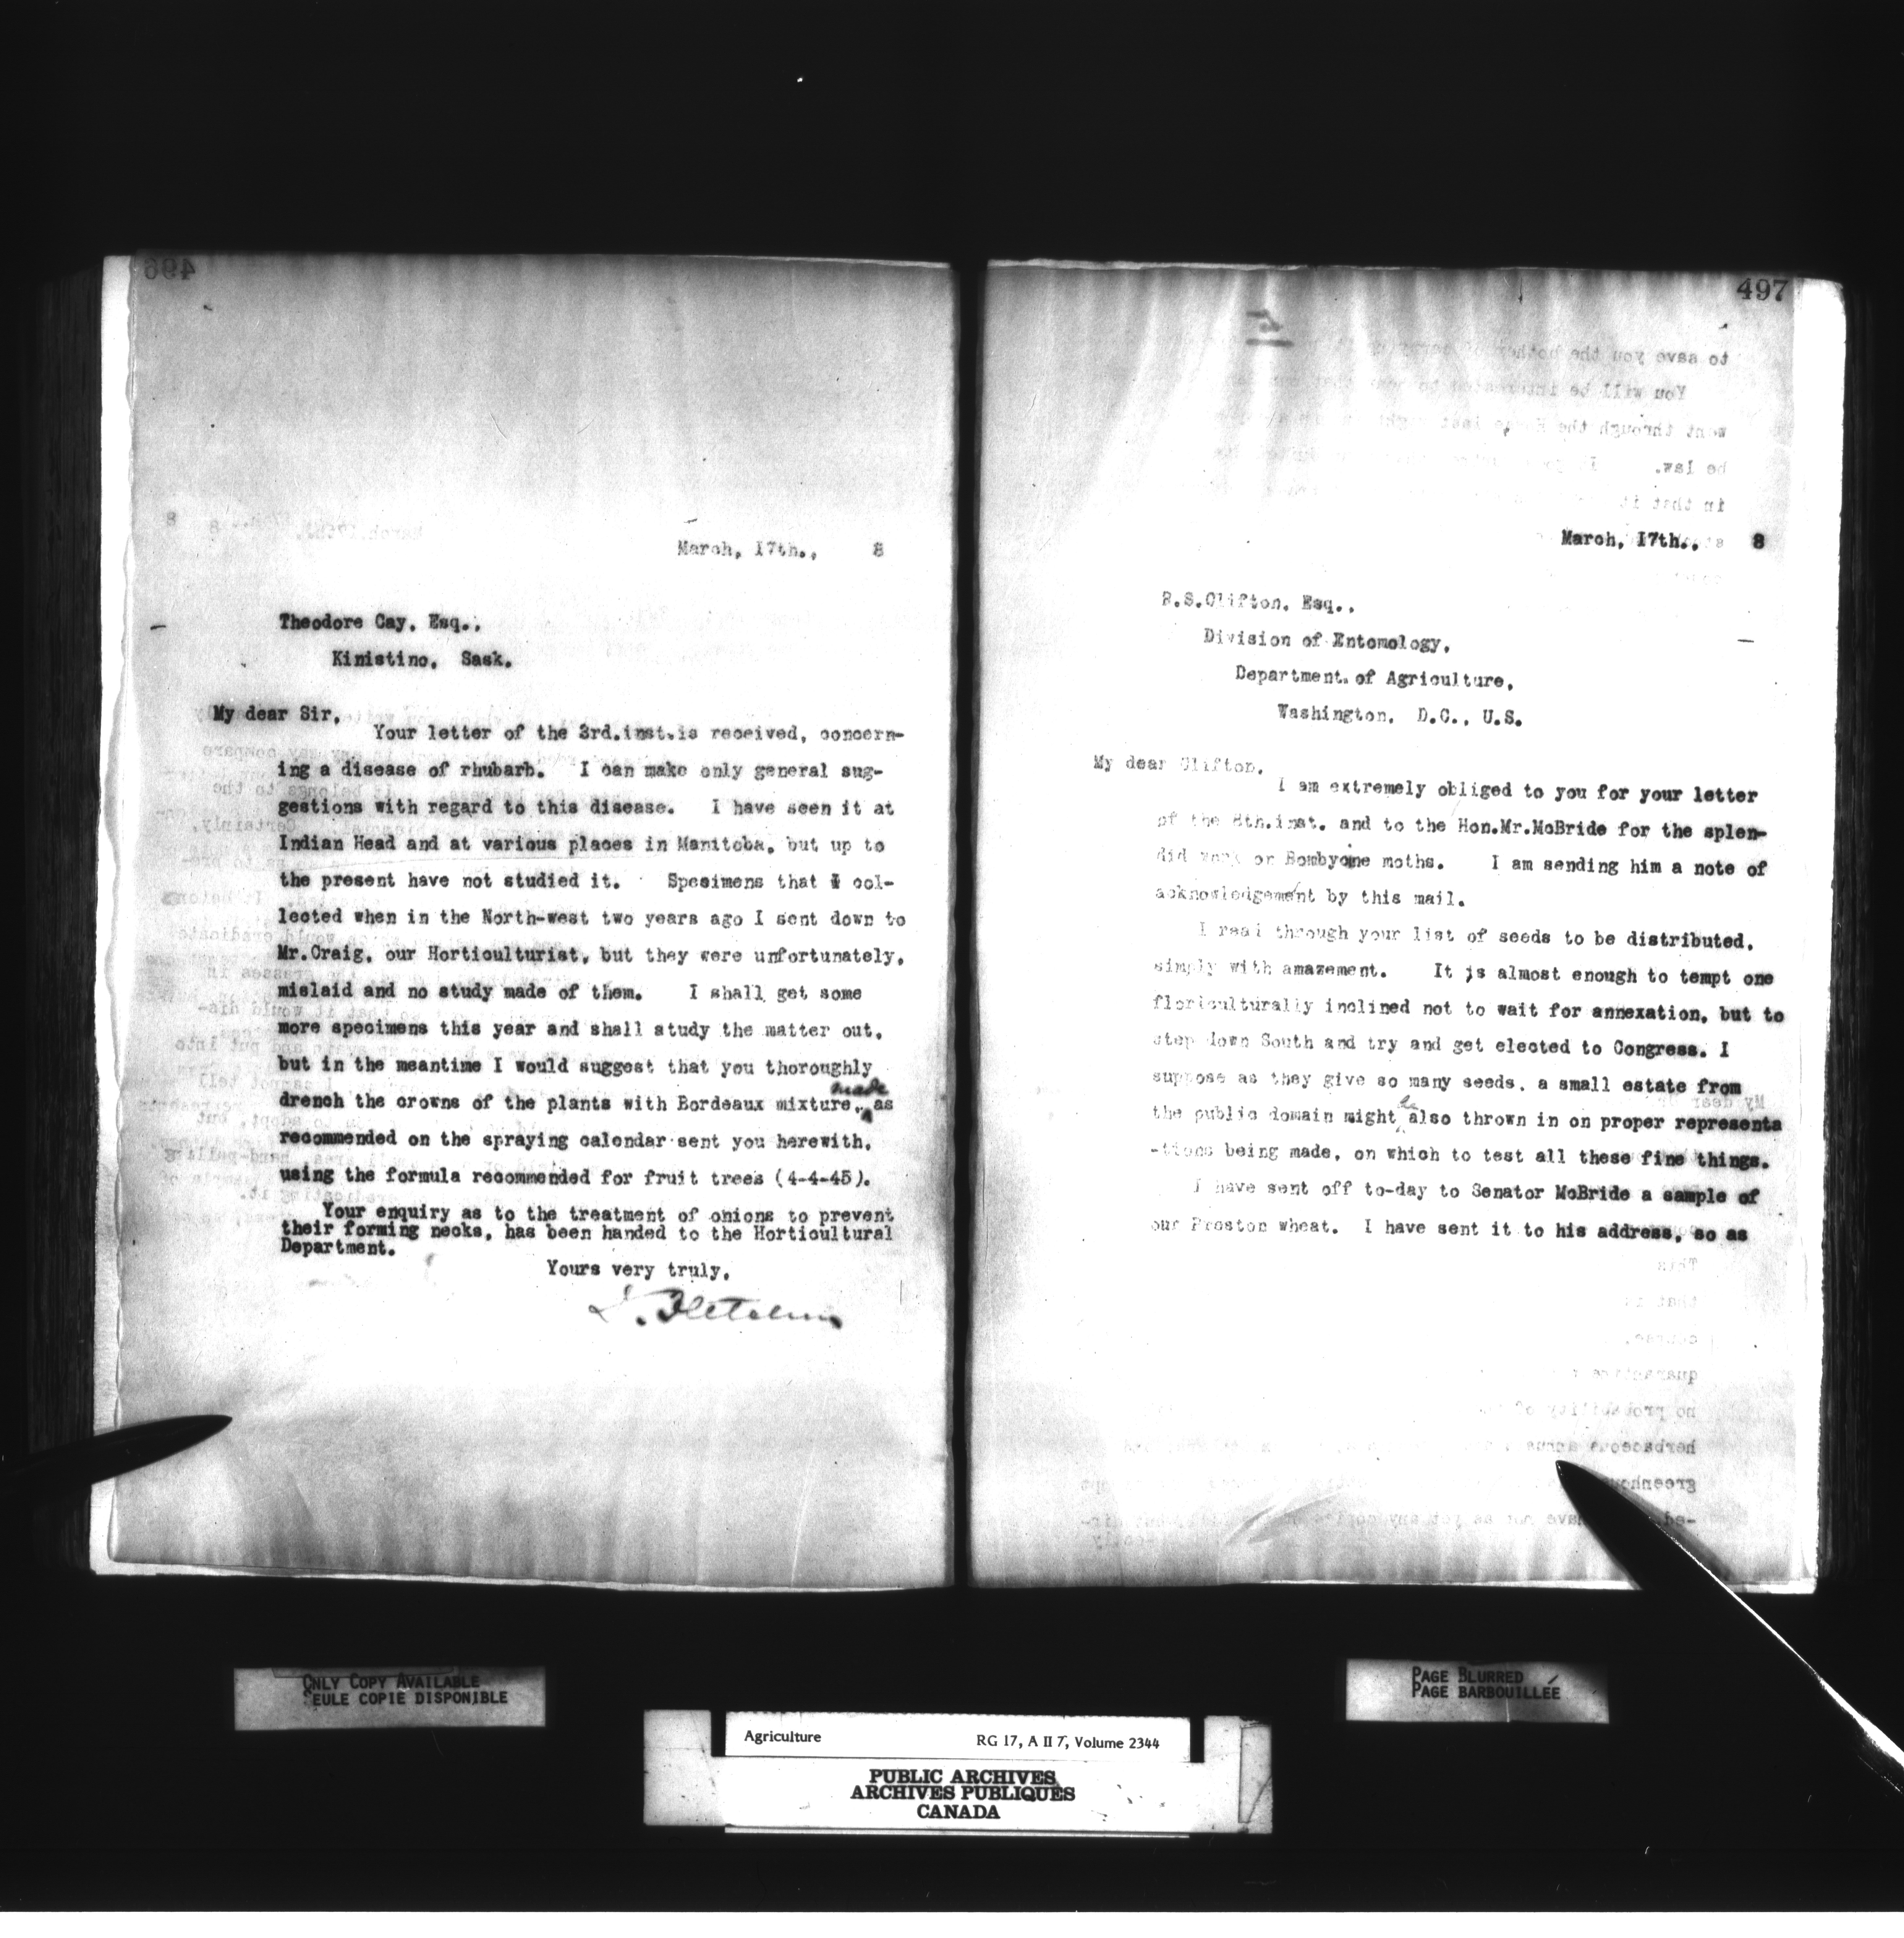 496
March, 17th., 8
Theodore Cay, Esq.,
Kinistino, Sask.
My dear Sir,
Your letter of the 3rd.inst.is received, concern-
ing a disease of rhubarb. I can make only general sug-
gestions with regard to this disease. I have seen it at
Indian Head and at various places in Manitoba, but up to
the present have not studied it. Specimens that I col-
lected when in the North-west two years ago I sent down to
Mr.Craig, our Horticulturist, but they were unfortunately,
mislaid and no study made of them. I shall get some
more specimens this year and shall study the matter out,
but in the meantime I would suggest that you thoroughly
drench the crowns of the plants with Bordeaux mixture, made as
recommended on the spraying calendar sent you herewith,
using the formula recommended for fruit trees (4-4-45).
Your enquiry as to the treatment of onions to prevent
their forming necks, has been handed to the Horticultural
Department.
Yours very truly,
J. Fletcher
497
March, 17th., 8
R.S.Clifton, Esq.,
Division of Entomology,
Department. of Agriculture,
Washington, D.C., U.S.
My dear Clifton,
I am extremely obliged to you for your letter
of the 8th.inst. and to the Hon.Mr.McBride for the splen-
did work on Bombycine moths. I am sending him a note of
acknowledgement by this mail.
I read through your list of seeds to be distributed,
simply with amazement. It is almost enough to tempt one
floriculturally inclined not to wait for annexation, but to
step down South and try and get elected to Congress. I
suppose as they give so many seeds, a small estate from
the public domain might be also thrown in on proper representa
-tions being made, on which to test all these fine things.
I have sent off to-day to Senator McBride a sample of
our Preston wheat. I have sent it to his address, so as
ONLY COPY AVAILABLE
SEULE COPIE DISPONIBLE
PAGE BLURRED
PAGE BARBOUILLÉE
Agriculture RG 17, A II 7, Volume 2344
PUBLIC ARCHIVES
ARCHIVES PUBLIQUES
CANADA